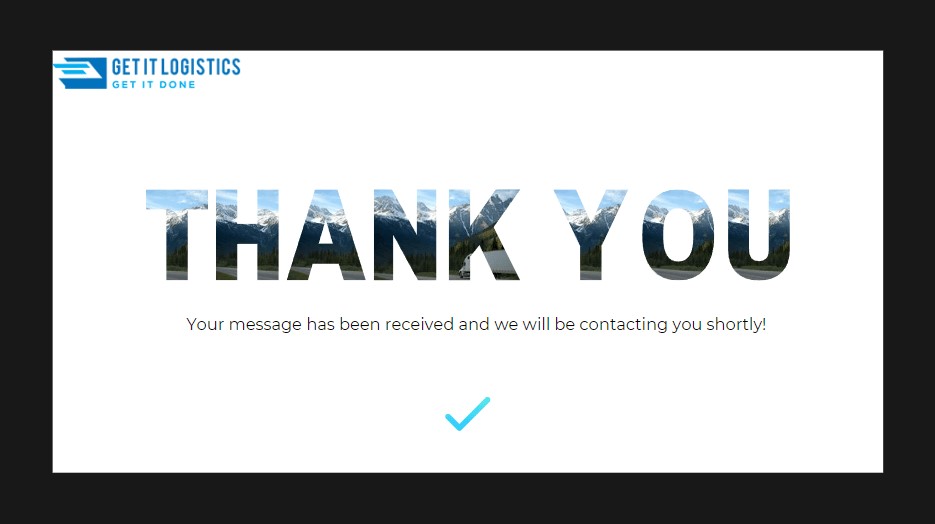 GET IT LOGISTICS
GET IT DONE
THANK YOU
Your message has been received and we will be contacting you shortly!